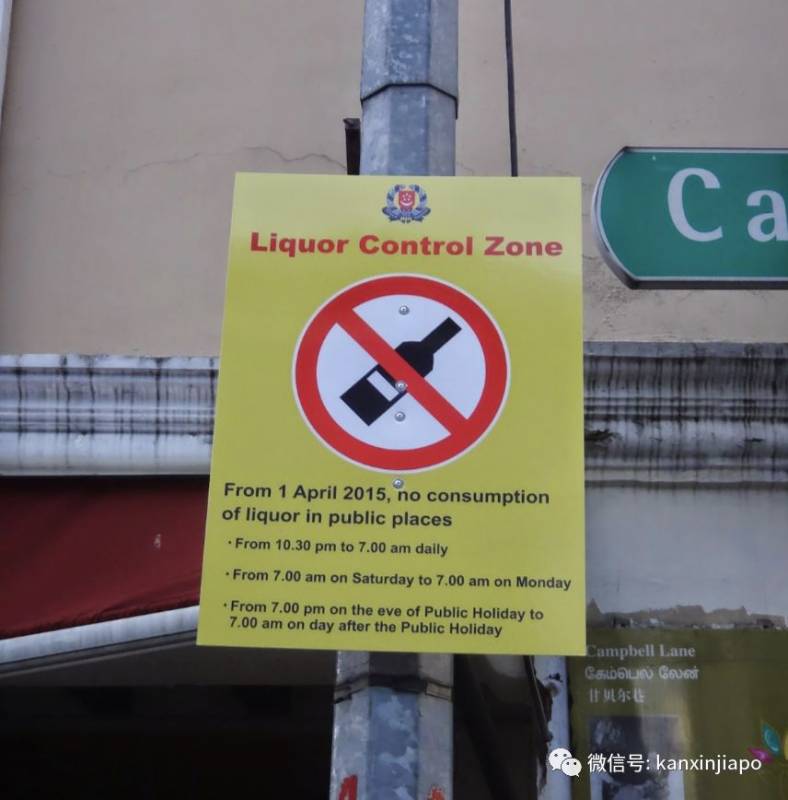 Liquor Control Zone
Ca
From 1 April 2015, no consumption
of liquor in public places
· From 10.30 pm to 7.00 am daily
· From 7.00 am on Saturday to 7.00 am on Monday
· From 7.00 pm on the eve of Public Holiday to
7.00 am on day after the Public Holiday
Campbell Lane
கேம்பெல் லேன்
甘贝尔巷
微信号: kanxinjiapo